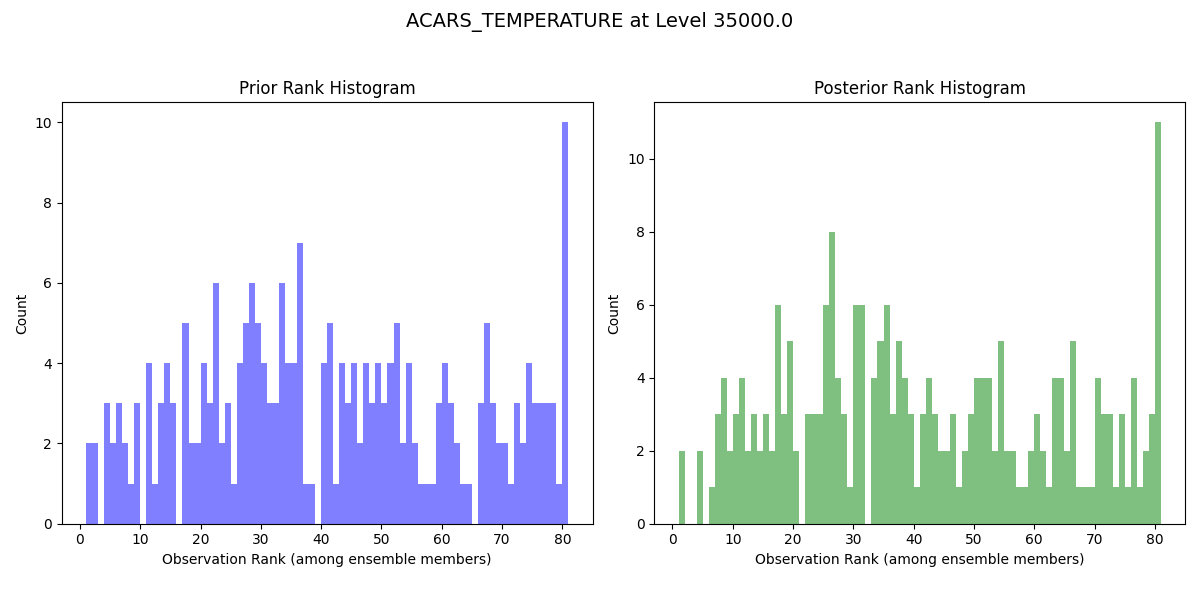 ACARS_TEMPERATURE at Level 35000.0
Prior Rank Histogram
Count
0
2
4
6
8
10
0 10 20 30 40 50 60 70 80
Observation Rank (among ensemble members)
Posterior Rank Histogram
Count
0
2
4
6
8
10
0 10 20 30 40 50 60 70 80
Observation Rank (among ensemble members)